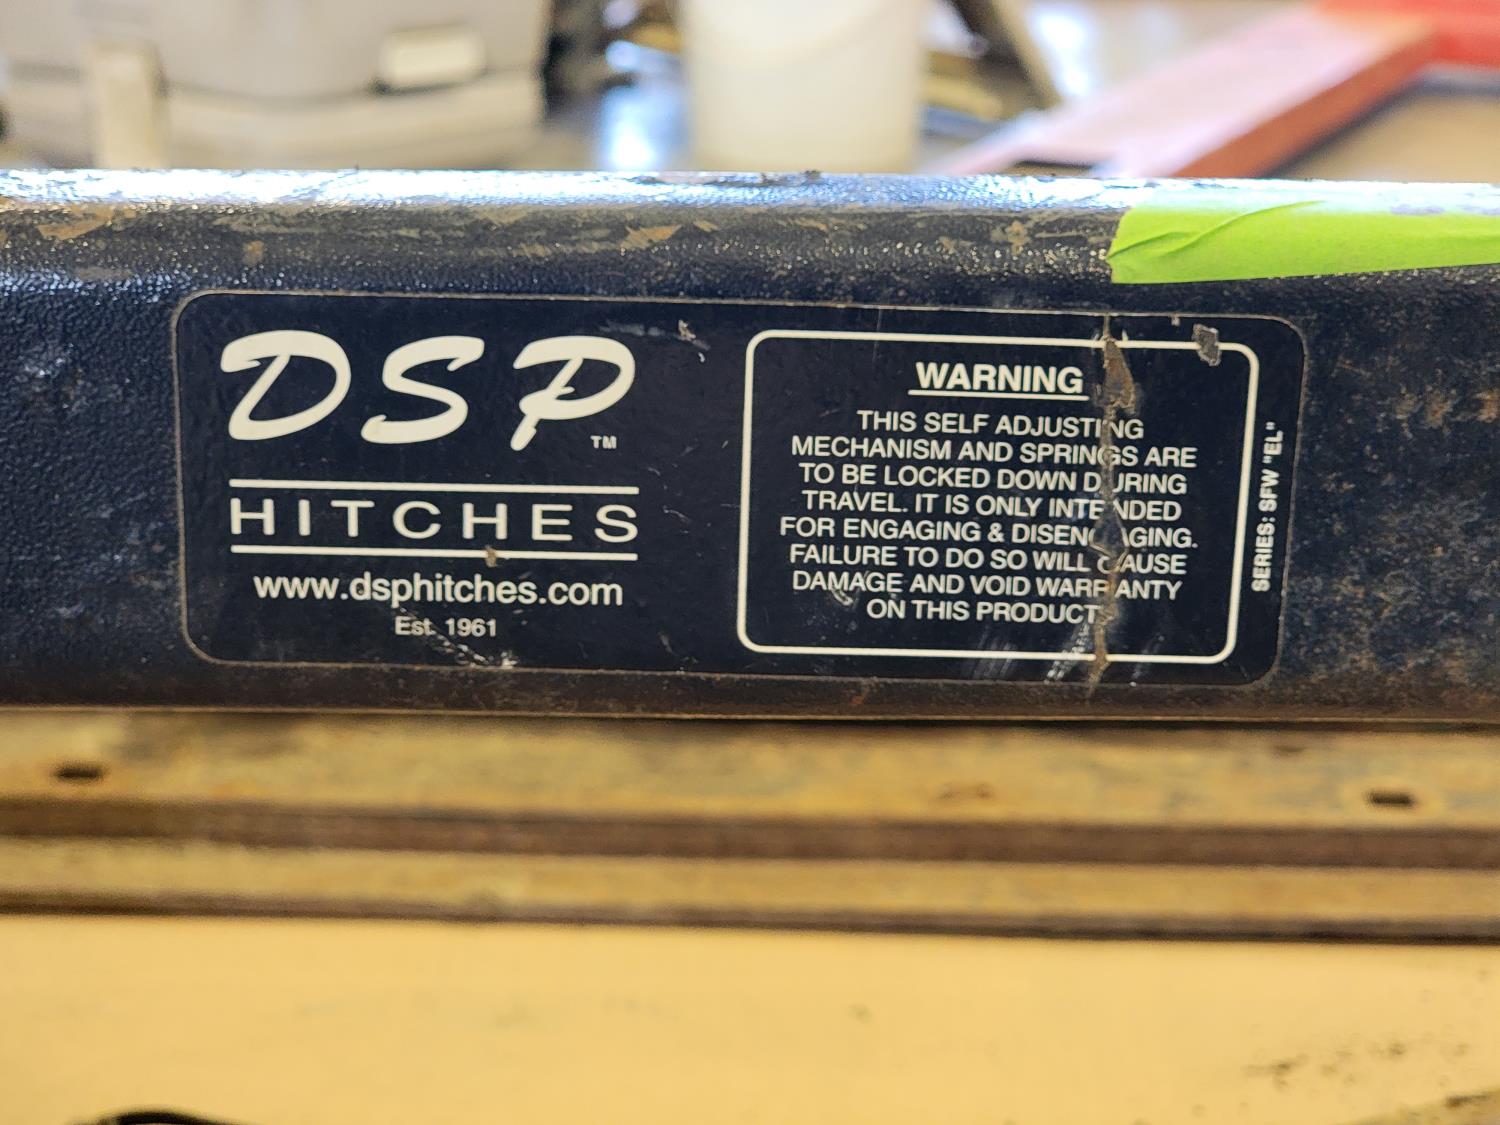 DSP
TM
HITCHES
www.dsphitches.com
Est. 1961
WARNING
THIS SELF ADJUSTING
MECHANISM AND SPRINGS ARE
TO BE LOCKED DOWN DURING
TRAVEL. IT IS ONLY INTENDED
FOR ENGAGING & DISENGAGING.
FAILURE TO DO SO WILL CAUSE
DAMAGE AND VOID WARRANTY
ON THIS PRODUCT
SERIES: SFW "EL"